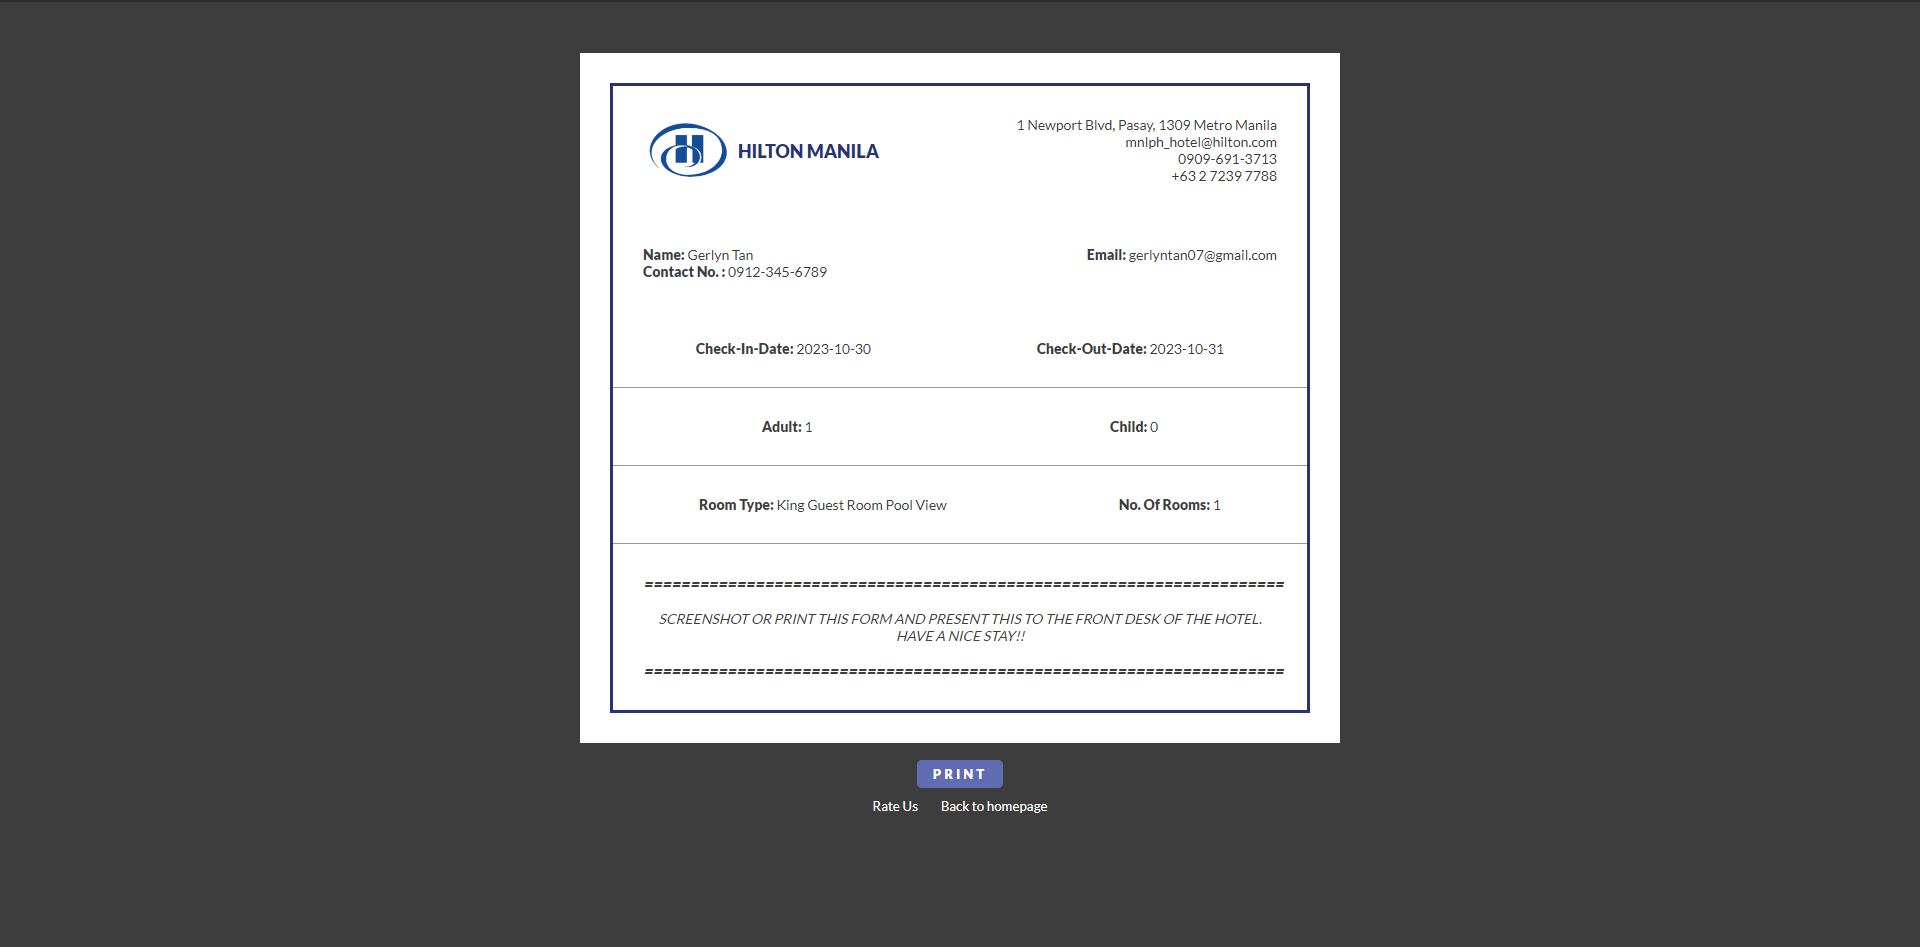 HILTON MANILA
1 Newport Blvd, Pasay, 1309 Metro Manila
mnlph_hotel@hilton.com
0909-691-3713
+63 2 7239 7788
Name: Gerlyn Tan
Email: gerlyntan07@gmail.com
Contact No. : 0912-345-6789
Check-In-Date: 2023-10-30
Check-Out-Date: 2023-10-31
Adult: 1
Child: 0
Room Type: King Guest Room Pool View
No. Of Rooms: 1
=====================================================================
SCREENSHOT OR PRINT THIS FORM AND PRESENT THIS TO THE FRONT DESK OF THE HOTEL.
HAVE A NICE STAY!!
=====================================================================
PRINT
Rate Us
Back to homepage